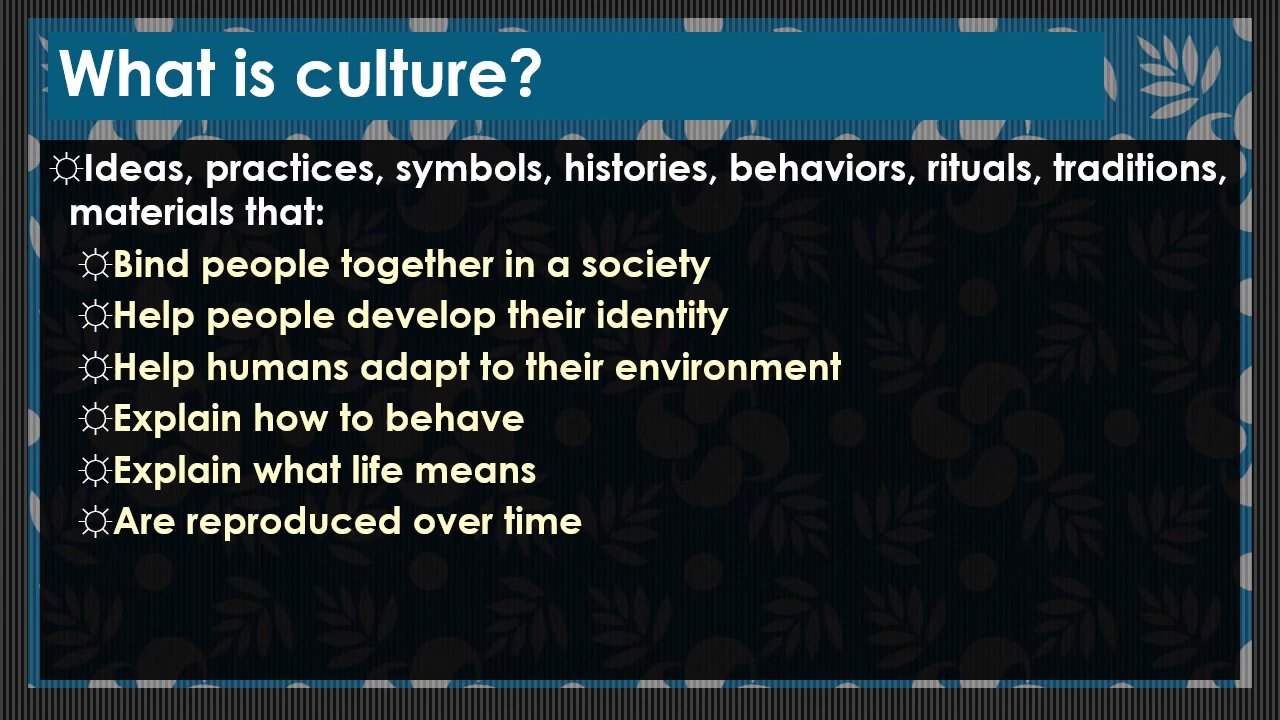 What is culture?
☼Ideas, practices, symbols, histories, behaviors, rituals, traditions,
materials that:
☼Bind people together in a society
☼Help people develop their identity
☼Help humans adapt to their environment
☼Explain how to behave
☼Explain what life means
☼Are reproduced over time